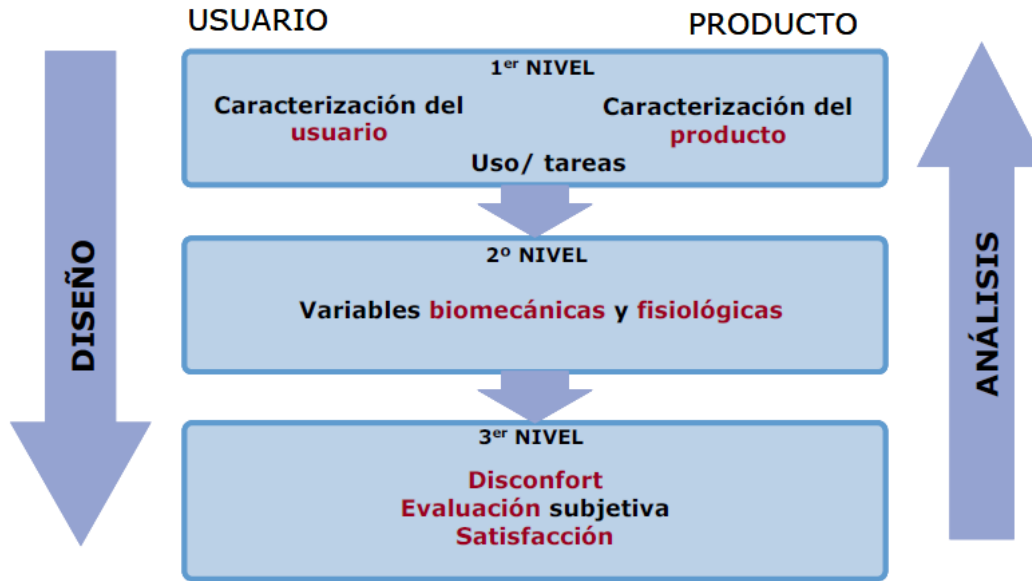 USUARIO
PRODUCTO
1er NIVEL
Caracterización del
usuario
Caracterización del
producto
Uso/ tareas
2º NIVEL
Variables biomecánicas y fisiológicas
3er NIVEL
Disconfort
Evaluación subjetiva
Satisfacción
DISEÑO
ANÁLISIS